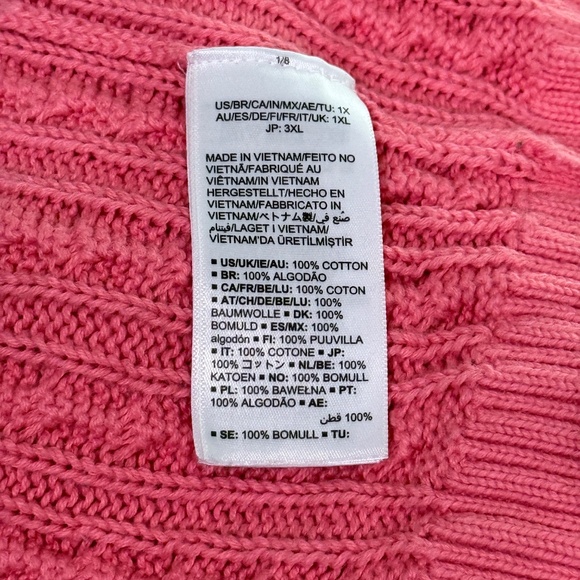 1/8
US/BR/CA/IN/MX/AE/TU: 1X
AU/ES/DE/FI/FR/IT/UK: 1XL
JP: 3XL
MADE IN VIETNAM/FEITO NO
VIETNÃ/FABRIQUÉ AU
VIÊTNAM/IN VIETNAM
HERGESTELLT/HECHO EN
VIETNAM/FABBRICATO IN
VIETNAM/ベトナム製/صنع في
فيتنام/LAGET I VIETNAM/
VIETNAM'DA ÜRETİLMIŞTIR
▪ US/UK/IE/AU: 100% COTTON
▪ BR: 100% ALGODÃO
▪ CA/FR/BE/LU: 100% COTON
▪ AT/CH/DE/BE/LU: 100%
BAUMWOLLE ▪ DK: 100%
BOMULD ▪ ES/MX: 100%
algodón ▪ FI: 100% PUUVILLA
▪ IT: 100% COTONE ▪ JP:
100% コットン ▪ NL/BE: 100%
KATOEN ▪ NO: 100% BOMULL
▪ PL: 100% BAWEŁNA ▪ PT:
100% ALGODÃO ▪ AE:
100% قطن
▪ SE: 100% BOMULL ▪ TU: